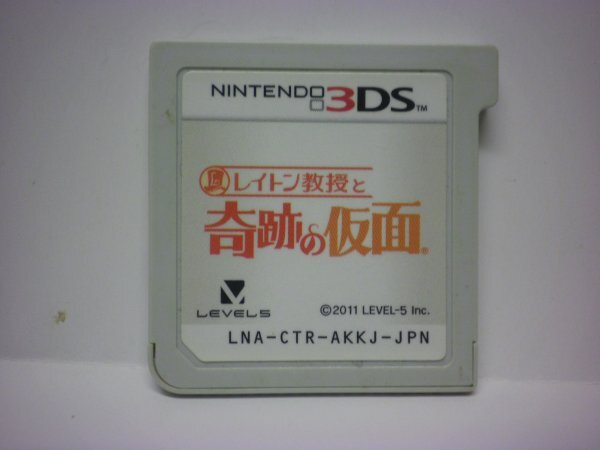 NINTENDO 3DS™
レイトン教授と
奇跡の仮面®
LEVEL5
©2011 LEVEL-5 Inc.
LNA-CTR-AKKJ-JPN